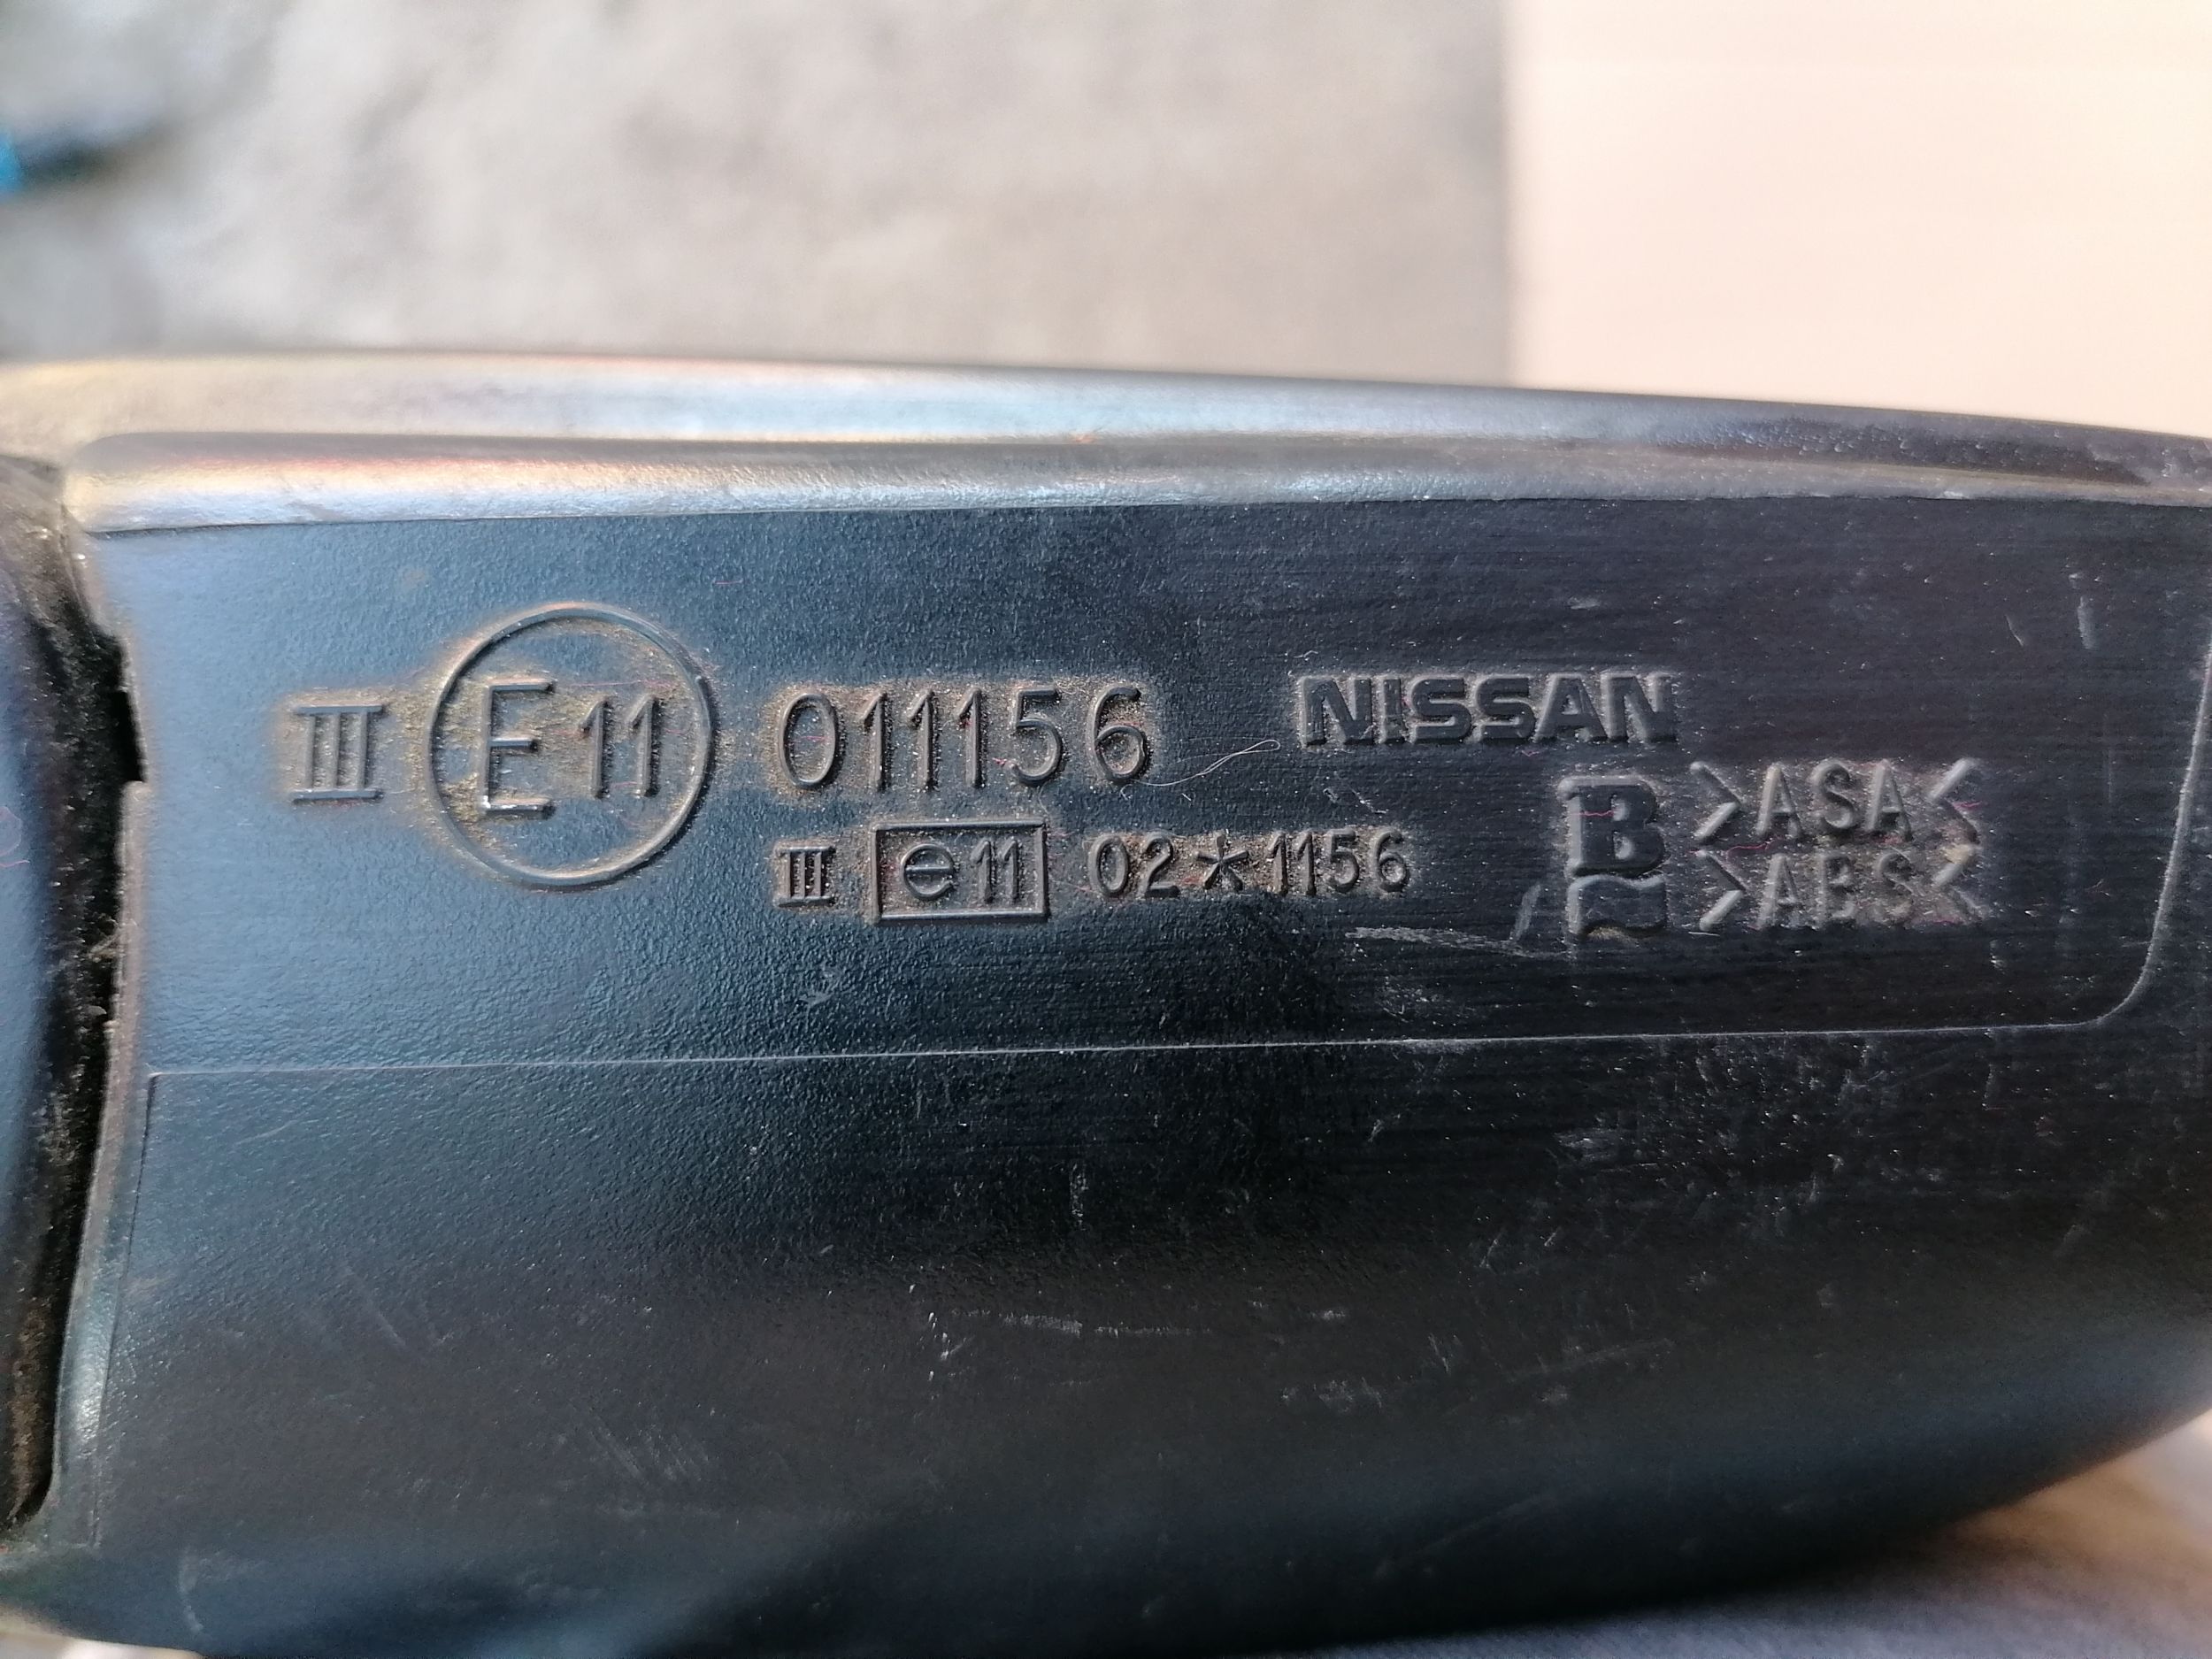 III E11 011156 NISSAN
III e11 02*1156
B >ASA<
>ABS<